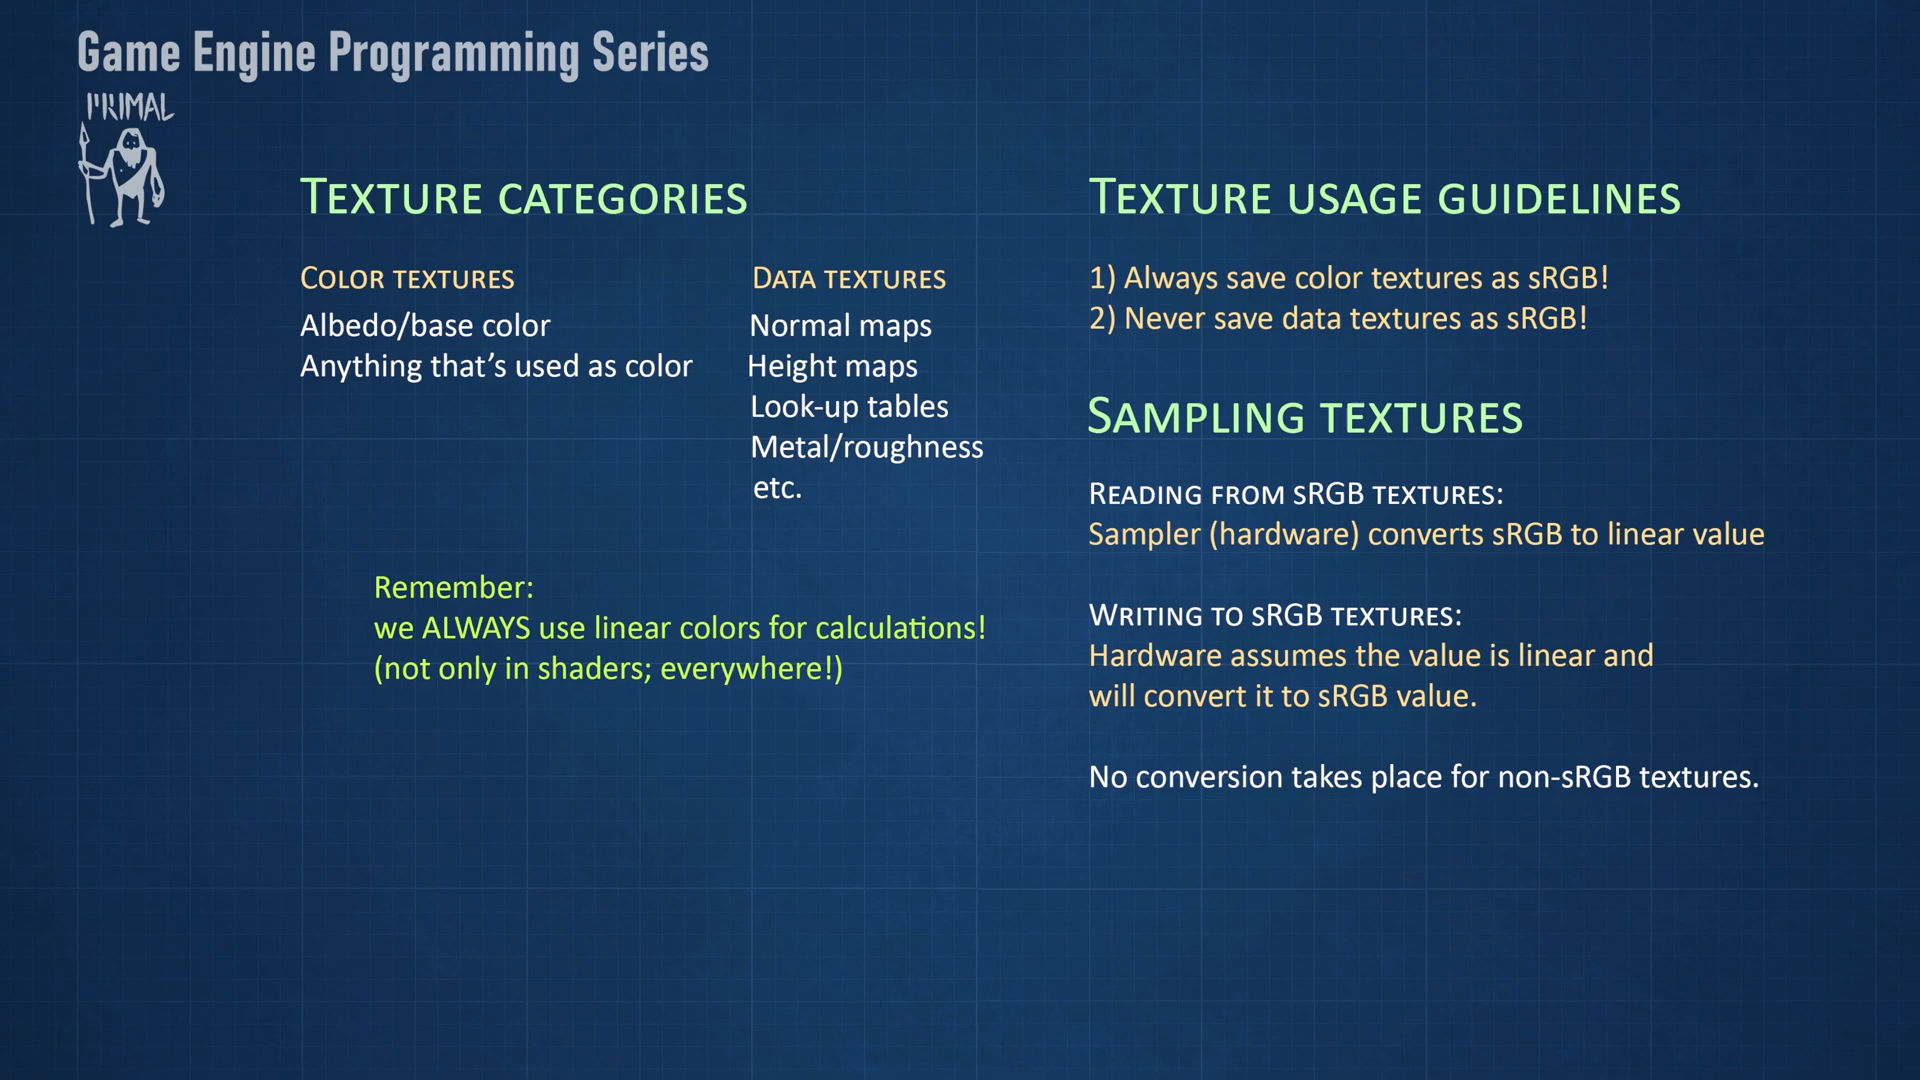 Game Engine Programming Series
PRIMAL
Texture categories
Color textures
Albedo/base color
Anything that’s used as color
Data textures
Normal maps
Height maps
Look-up tables
Metal/roughness
etc.
Remember:
we ALWAYS use linear colors for calculations!
(not only in shaders; everywhere!)
Texture usage guidelines
1) Always save color textures as sRGB!
2) Never save data textures as sRGB!
Sampling textures
Reading from sRGB textures:
Sampler (hardware) converts sRGB to linear value
Writing to sRGB textures:
Hardware assumes the value is linear and
will convert it to sRGB value.
No conversion takes place for non-sRGB textures.